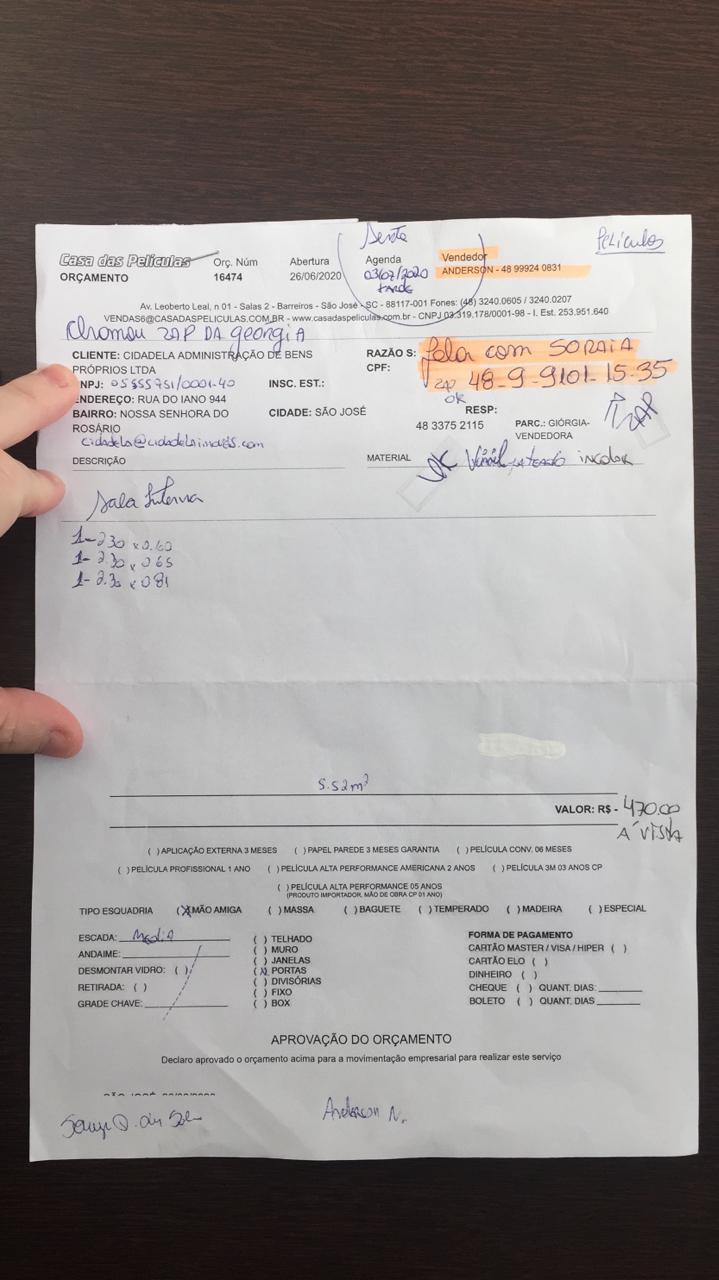 Sexta
Películas
Casa das Películas
Orç. Núm
Abertura
Agenda
Vendedor
ORÇAMENTO
16474
26/06/2020
03/07/2020
ANDERSON - 48 99924 0831
tarde
Av. Leoberto Leal, n 01 - Salas 2 - Barreiros - São José - SC - 88117-001 Fones: (48) 3240.0605 / 3240.0207
VENDAS6@CASADASPELICULAS.COM.BR - www.casadaspeliculas.com.br - CNPJ 03.319.178/0001-98 - I. Est. 253.951.640
Chamou ZAP DA georgia
CLIENTE: CIDADELA ADMINISTRAÇÃO DE BENS
PRÓPRIOS LTDA
RAZÃO S: fala com SORAIA
CPF:
zap 48-9-9101-15-35
NPJ: 05855751/0001-40
INSC. EST.:
ok
ZAP
ENDEREÇO: RUA DO IANO 944
RESP:
BAIRRO: NOSSA SENHORA DO
ROSÁRIO
CIDADE: SÃO JOSÉ
48 3375 2115
PARC.: GIÓRGIA-
VENDEDORA
cidadela@cidadelaimoveis.com
DESCRIÇÃO
MATERIAL
OK Vinil jateado incolor
Sala Interna
1- 2.30 x 0.60
1- 2.30 x 0.65
1- 2.30 x 0.81
5.52m²
VALOR: R$ - 470.00
À VISTA
( ) APLICAÇÃO EXTERNA 3 MESES ( ) PAPEL PAREDE 3 MESES GARANTIA ( ) PELÍCULA CONV. 06 MESES
( ) PELÍCULA PROFISSIONAL 1 ANO ( ) PELÍCULA ALTA PERFORMANCE AMERICANA 2 ANOS ( ) PELÍCULA 3M 03 ANOS CP
( ) PELÍCULA ALTA PERFORMANCE 05 ANOS
(PRODUTO IMPORTADOR, MÃO DE OBRA CP 01 ANO)
TIPO ESQUADRIA (X) MÃO AMIGA ( ) MASSA ( ) BAGUETE ( ) TEMPERADO ( ) MADEIRA ( ) ESPECIAL
ESCADA: Media
ANDAIME:
DESMONTAR VIDRO: ( )
RETIRADA: ( )
GRADE CHAVE:
( ) TELHADO
( ) MURO
( ) JANELAS
(X) PORTAS
( ) DIVISÓRIAS
( ) FIXO
( ) BOX
FORMA DE PAGAMENTO
CARTÃO MASTER / VISA / HIPER ( )
CARTÃO ELO ( )
DINHEIRO ( )
CHEQUE ( ) QUANT. DIAS:
BOLETO ( ) QUANT. DIAS
APROVAÇÃO DO ORÇAMENTO
Declaro aprovado o orçamento acima para a movimentação empresarial para realizar este serviço
Anderson N.